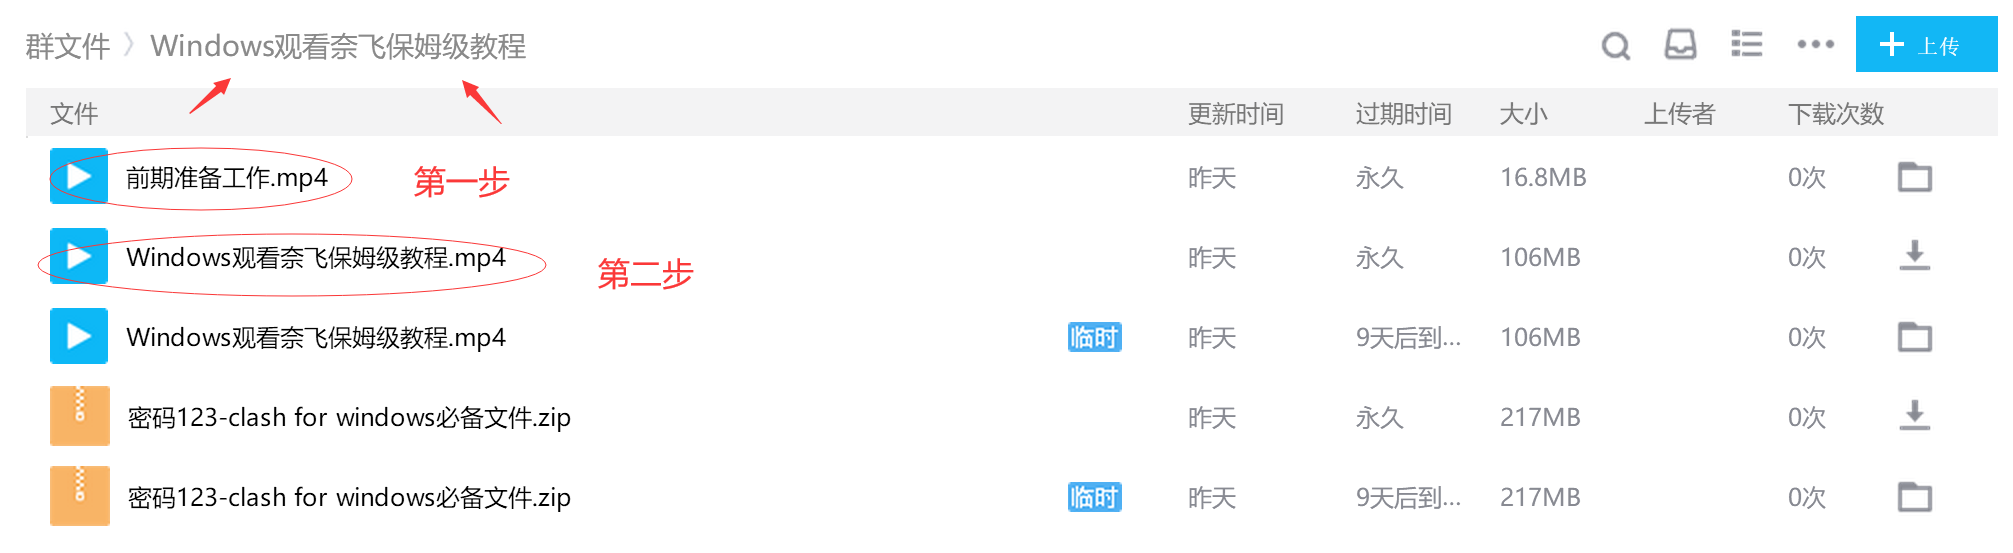 群文件 〉 Windows观看奈飞保姆级教程
上传
文件 更新时间 过期时间 大小 上传者 下载次数
前期准备工作.mp4 第一步 昨天 永久 16.8MB 0次
Windows观看奈飞保姆级教程.mp4 第二步 昨天 永久 106MB 0次
Windows观看奈飞保姆级教程.mp4 临时 昨天 9天后到... 106MB 0次
密码123-clash for windows必备文件.zip 昨天 永久 217MB 0次
密码123-clash for windows必备文件.zip 临时 昨天 9天后到... 217MB 0次